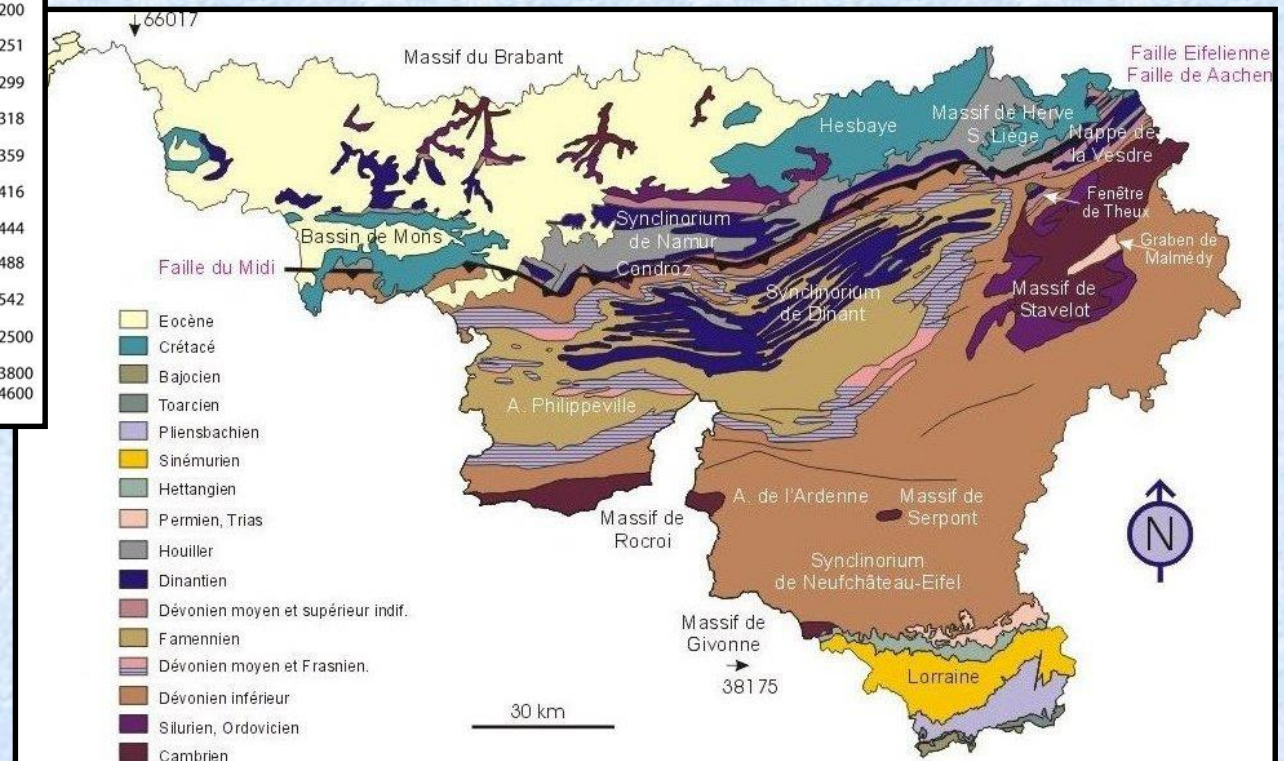 200
251
299
318
359
416
444
488
542
2500
3800
4600
66017
Massif du Brabant
Faille Eifelienne
Faille de Aachen
Hesbaye
Massif de Herve
S. Liège
Nappe de
la Vesdre
Fenêtre
de Theux
Graben de
Malmédy
Synclinorium
de Namur
Bassin de Mons
Faille du Midi
Condroz
Synclinorium
de Dinant
Massif de
Stavelot
A. Philippeville
A. de l'Ardenne
Massif de
Serpont
Massif de
Rocroi
Synclinorium
de Neufchâteau-Eifel
Massif de
Givonne
38175
Lorraine
30 km
N
Eocène
Crétacé
Bajocien
Toarcien
Pliensbachien
Sinémurien
Hettangien
Permien, Trias
Houiller
Dinantien
Dévonien moyen et supérieur indif.
Famennien
Dévonien moyen et Frasnien.
Dévonien inférieur
Silurien, Ordovicien
Cambrien